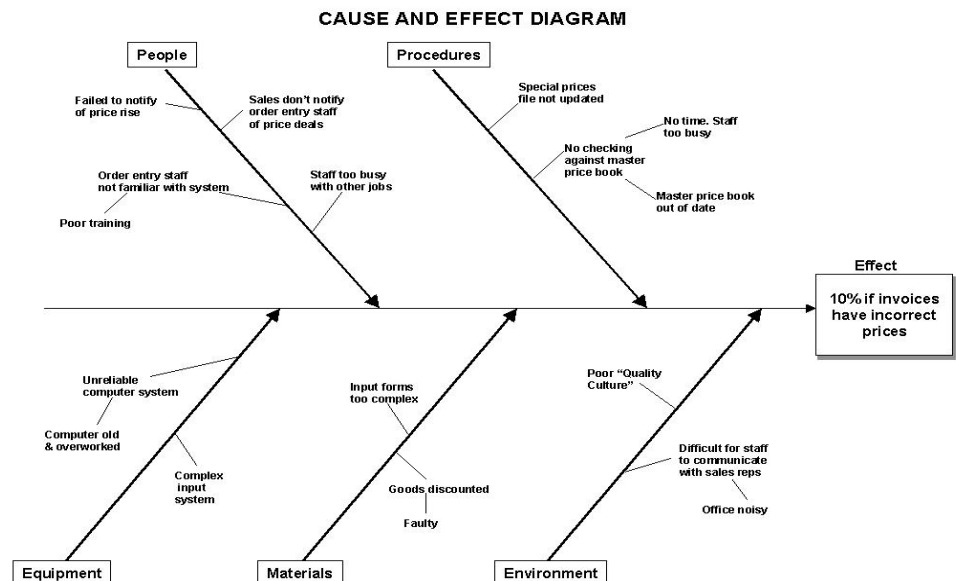 CAUSE AND EFFECT DIAGRAM
People
Procedures
Failed to notify
of price rise
Sales don't notify
order entry staff
of price deals
Order entry staff
not familiar with system
Poor training
Staff too busy
with other jobs
Special prices
file not updated
No time. Staff
too busy
No checking
against master
price book
Master price book
out of date
Effect
10% if invoices
have incorrect
prices
Unreliable
computer system
Computer old
& overworked
Complex
input
system
Input forms
too complex
Goods discounted
Faulty
Poor “Quality
Culture”
Difficult for staff
to communicate
with sales reps
Office noisy
Equipment
Materials
Environment